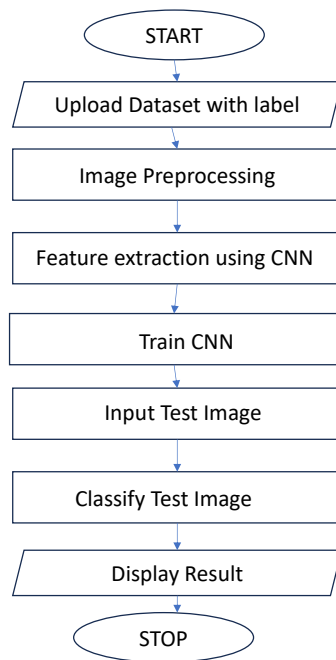 START
Upload Dataset with label
Image Preprocessing
Feature extraction using CNN
Train CNN
Input Test Image
Classify Test Image
Display Result
STOP